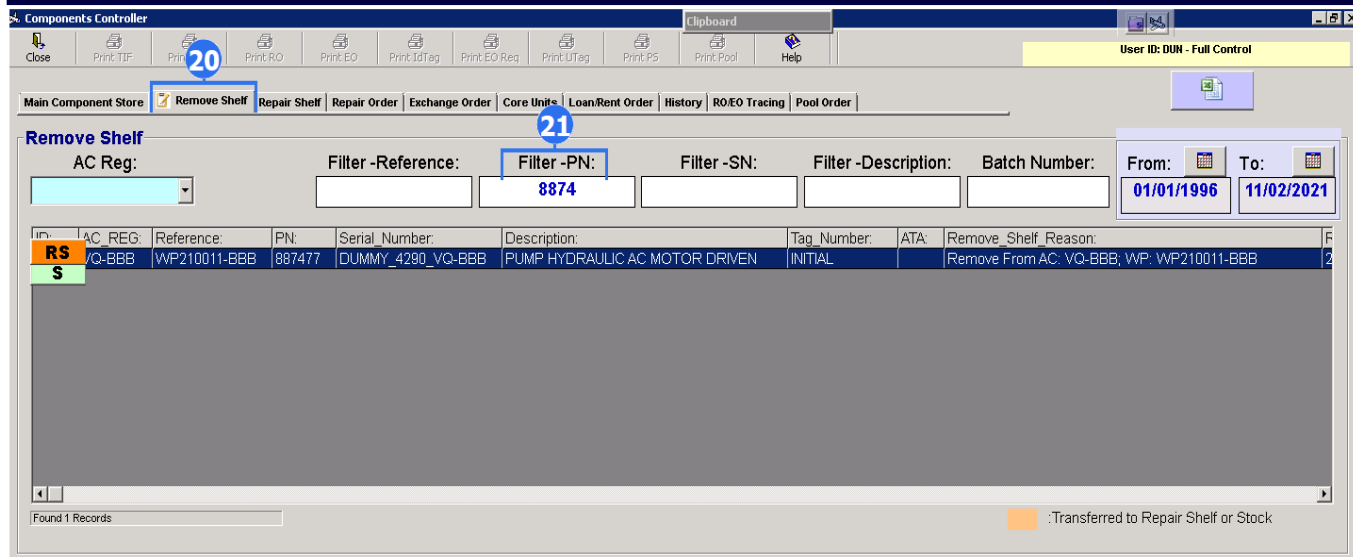 Components Controller
Clipboard
Close Print TIF Print RO Print EO Print IdTag Print EO Req Print UTag Print PS Print Pool Help
User ID: DUN - Full Control
20
Main Component Store Remove Shelf Repair Shelf Repair Order Exchange Order Core Units Loan/Rent Order History RO/EO Tracing Pool Order
21
Remove Shelf
AC Reg: Filter -Reference: Filter -PN: Filter -SN: Filter -Description: Batch Number: From: To:
8874 01/01/1996 11/02/2021
ID: AC_REG: Reference: PN: Serial_Number: Description: Tag_Number: ATA: Remove_Shelf_Reason:
RS VQ-BBB WP210011-BBB 887477 DUMMY_4290_VQ-BBB PUMP HYDRAULIC AC MOTOR DRIVEN INITIAL Remove From AC: VQ-BBB; WP: WP210011-BBB
S
Found 1 Records
:Transferred to Repair Shelf or Stock